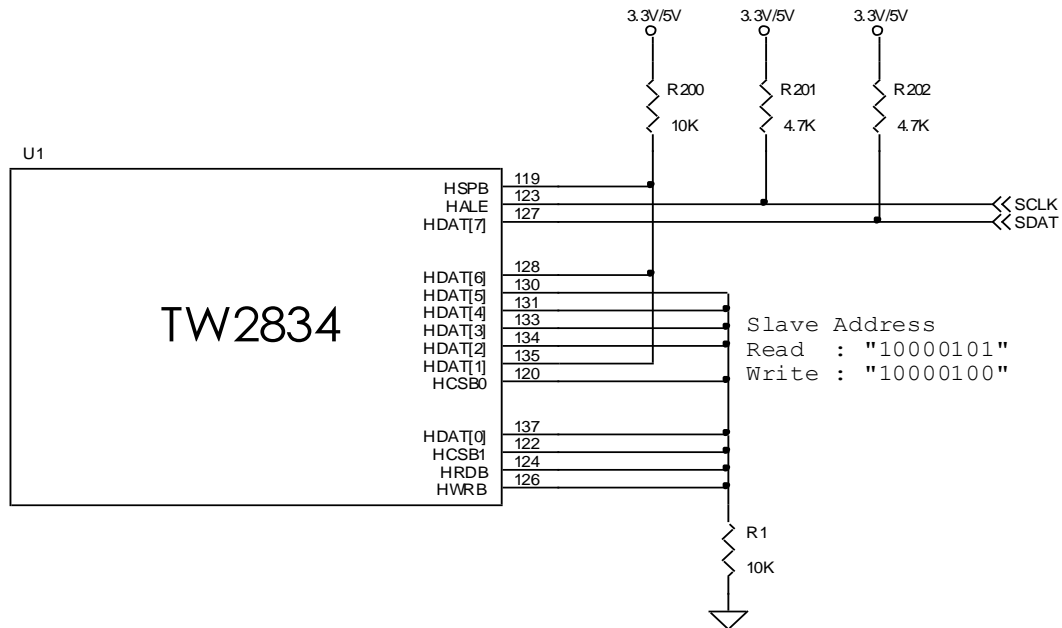 3.3V/5V 3.3V/5V 3.3V/5V
R200 R201 R202
10K 4.7K 4.7K
U1
HSPB 119
HALE 123 SCLK
HDAT[7] 127 SDAT
HDAT[6] 128
HDAT[5] 130
HDAT[4] 131
HDAT[3] 133
HDAT[2] 134
HDAT[1] 135
HCSB0 120
TW2834
Slave Address
Read : "10000101"
Write : "10000100"
HDAT[0] 137
HCSB1 122
HRDB 124
HWRB 126
R1
10K